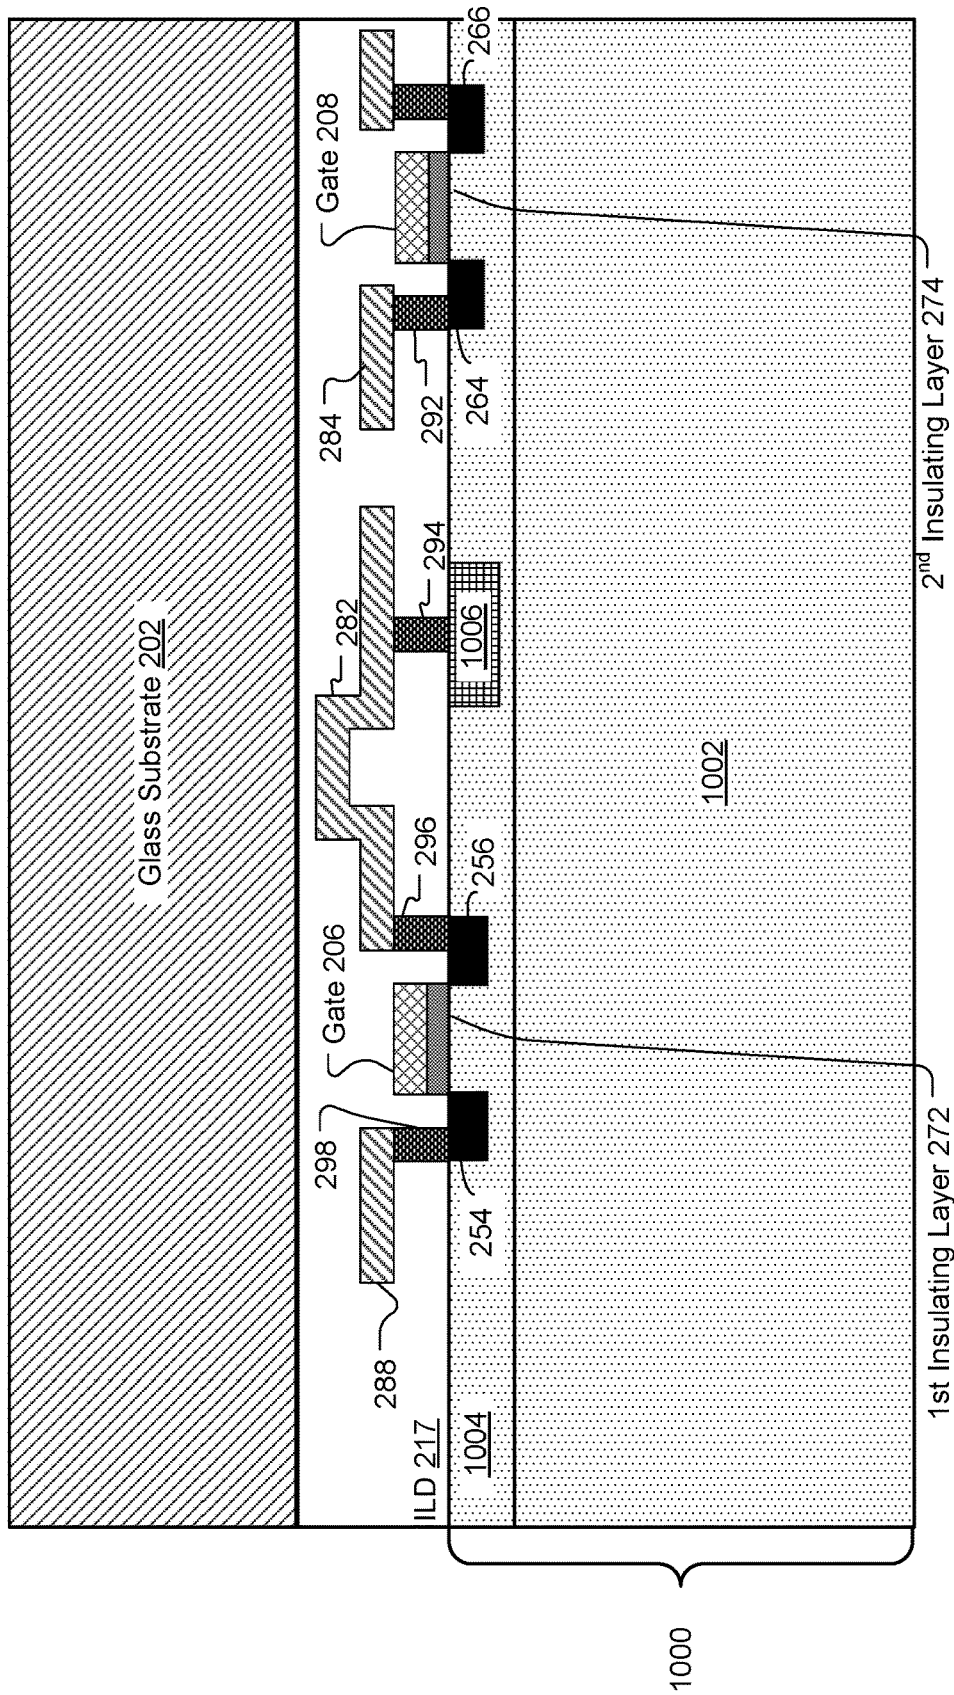 Glass Substrate 202
Gate 208
266
284
292
264
2nd Insulating Layer 274
282
294
1006
1002
296
256
Gate 206
298
254
1st Insulating Layer 272
288
ILD 217
1004
1000